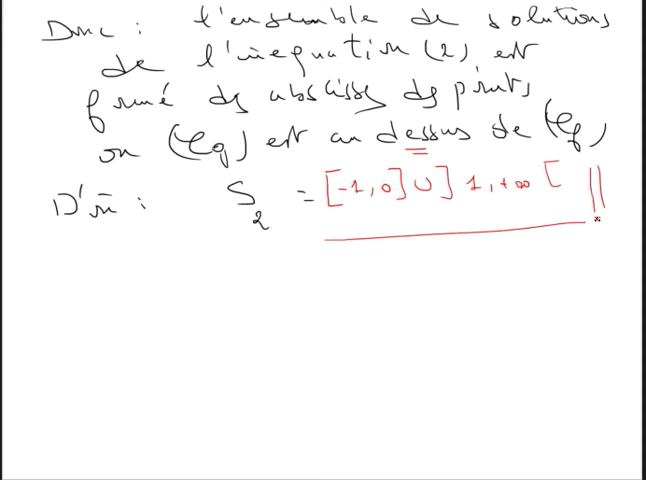 Donc : l'ensemble de solutions
de l'inéquation (2) est
formé des abscisses des points
où (Cg) est au dessus de (Cf)
D'où : S2 = [-1, 0] ∪ ] 1, +∞ [